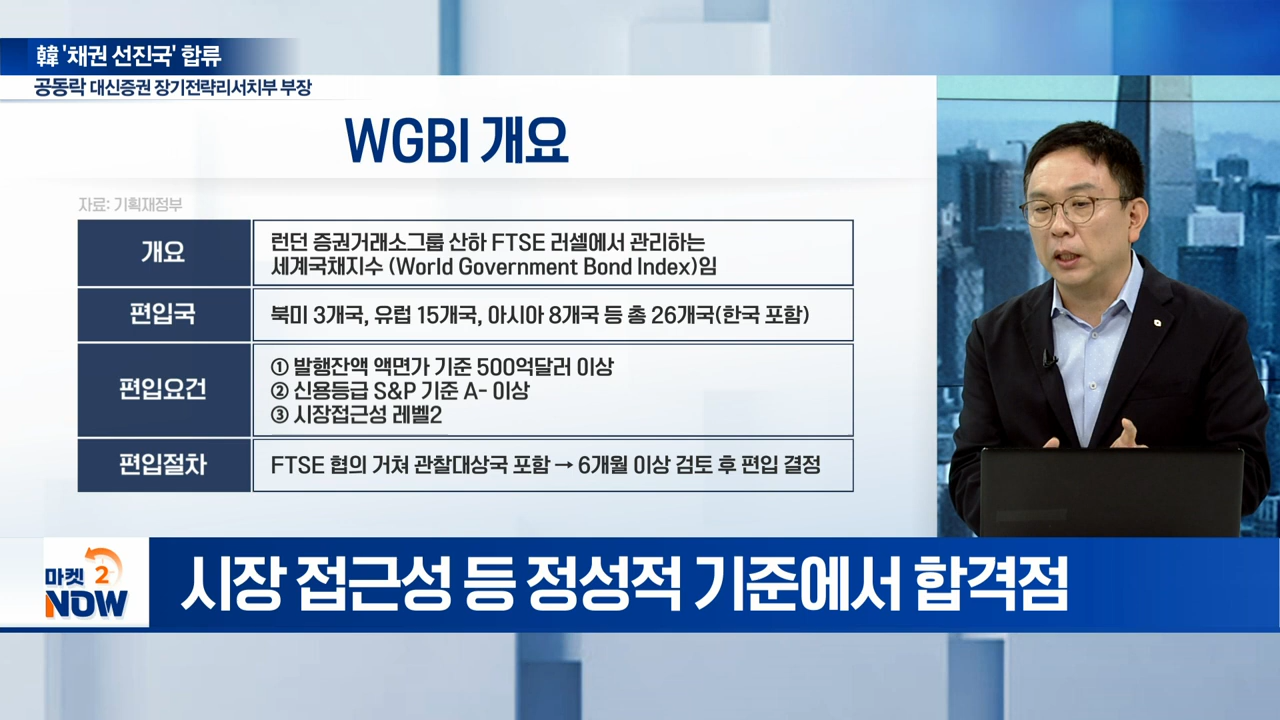 韓 '채권 선진국' 합류
공동락 대신증권 장기전략리서치부 부장
WGBI 개요
자료: 기획재정부
개요
런던 증권거래소그룹 산하 FTSE 러셀에서 관리하는
세계국채지수 (World Government Bond Index)임
편입국
북미 3개국, 유럽 15개국, 아시아 8개국 등 총 26개국(한국 포함)
편입요건
① 발행잔액 액면가 기준 500억달러 이상
② 신용등급 S&P 기준 A- 이상
③ 시장접근성 레벨2
편입절차
FTSE 협의 거쳐 관찰대상국 포함 → 6개월 이상 검토 후 편입 결정
마켓 2
NOW
시장 접근성 등 정성적 기준에서 합격점